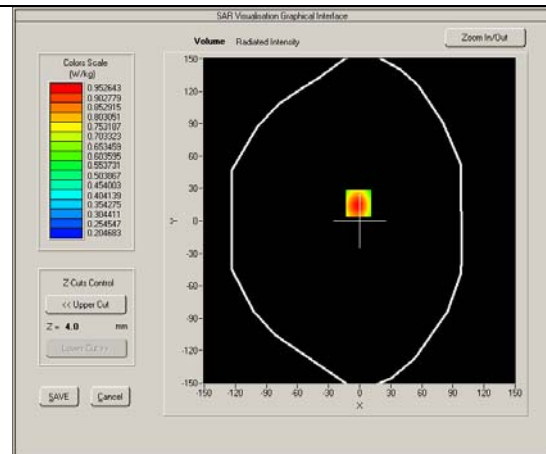 SAR Visualisation Graphical Interface
Volume Radiated Intensity
Zoom In/Out
Colors Scale
(W/kg)
0.952643
0.902779
0.852915
0.803051
0.753187
0.703323
0.653459
0.603595
0.553731
0.503867
0.454003
0.404139
0.354275
0.304411
0.254547
0.204683
Z Cuts Control
<< Upper Cut
Z = 4.0 mm
Lower Cut >>
SAVE
Cancel
150
120
90
60
30
0
-30
-60
-90
-120
-150
Y
-150 -120 -90 -60 -30 0 30 60 90 120 150
X